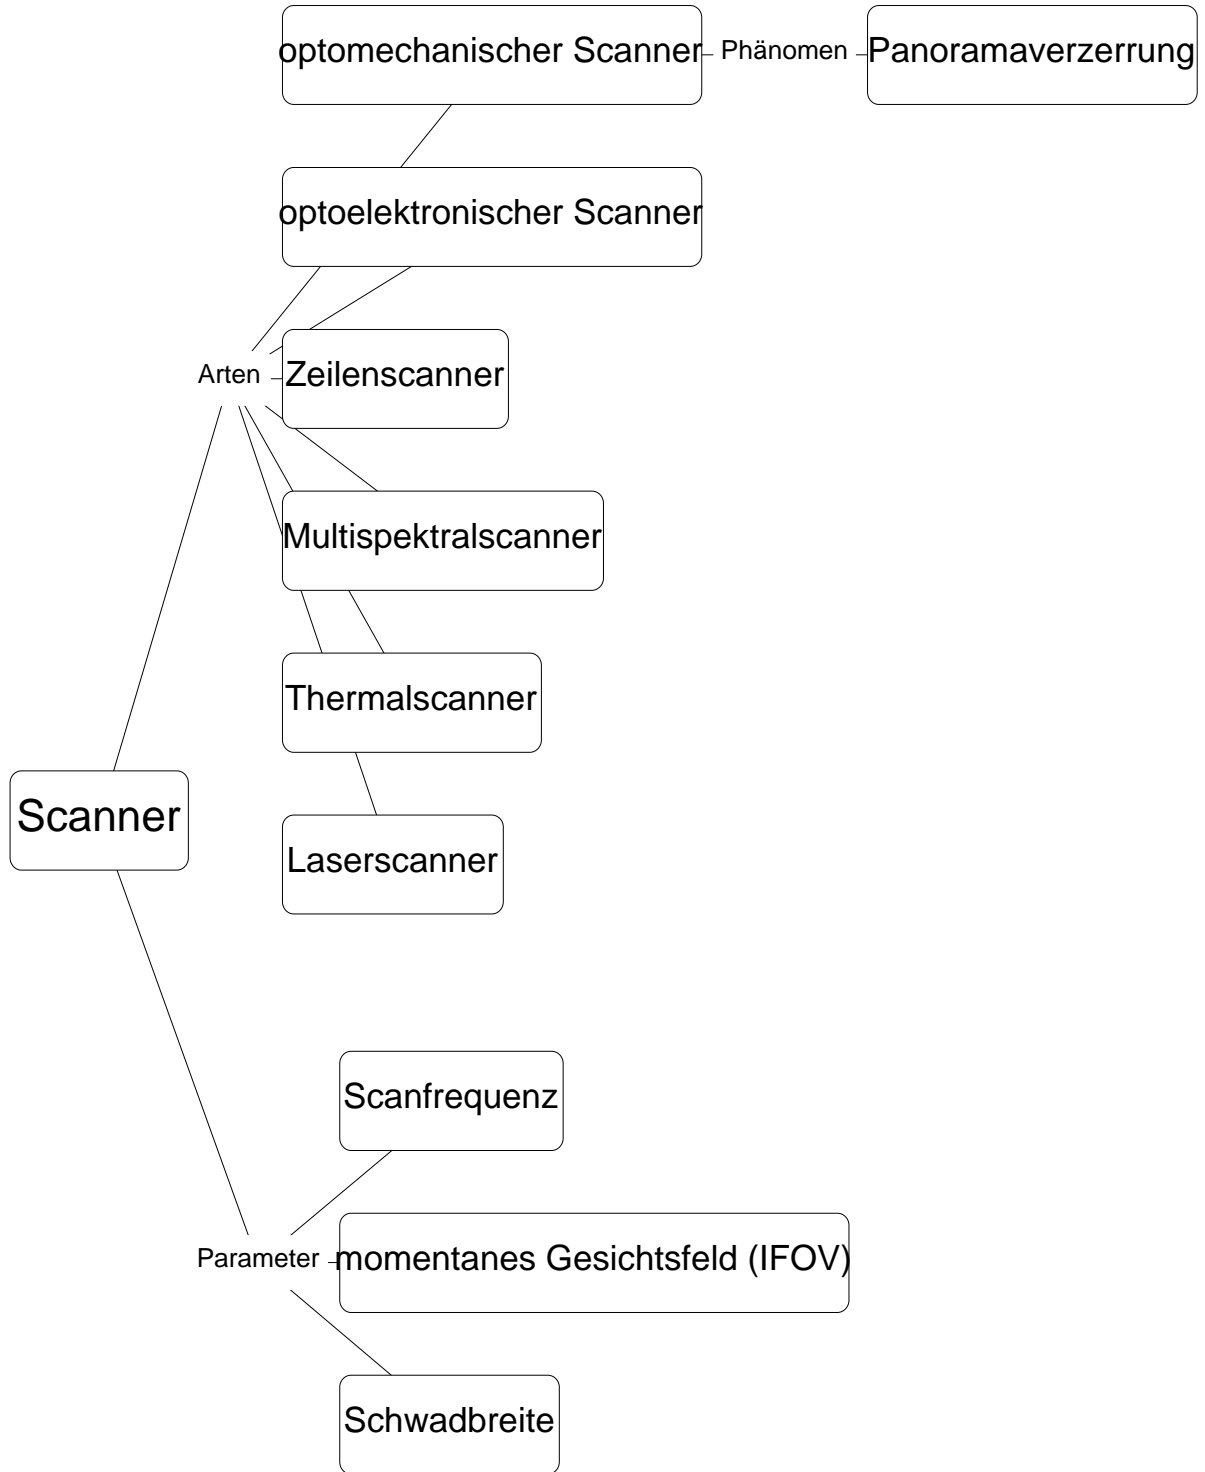 optomechanischer Scanner
Phänomen
Panoramaverzerrung
optoelektronischer Scanner
Arten
Zeilenscanner
Multispektralscanner
Thermalscanner
Scanner
Laserscanner
Scanfrequenz
Parameter
momentanes Gesichtsfeld (IFOV)
Schwadbreite